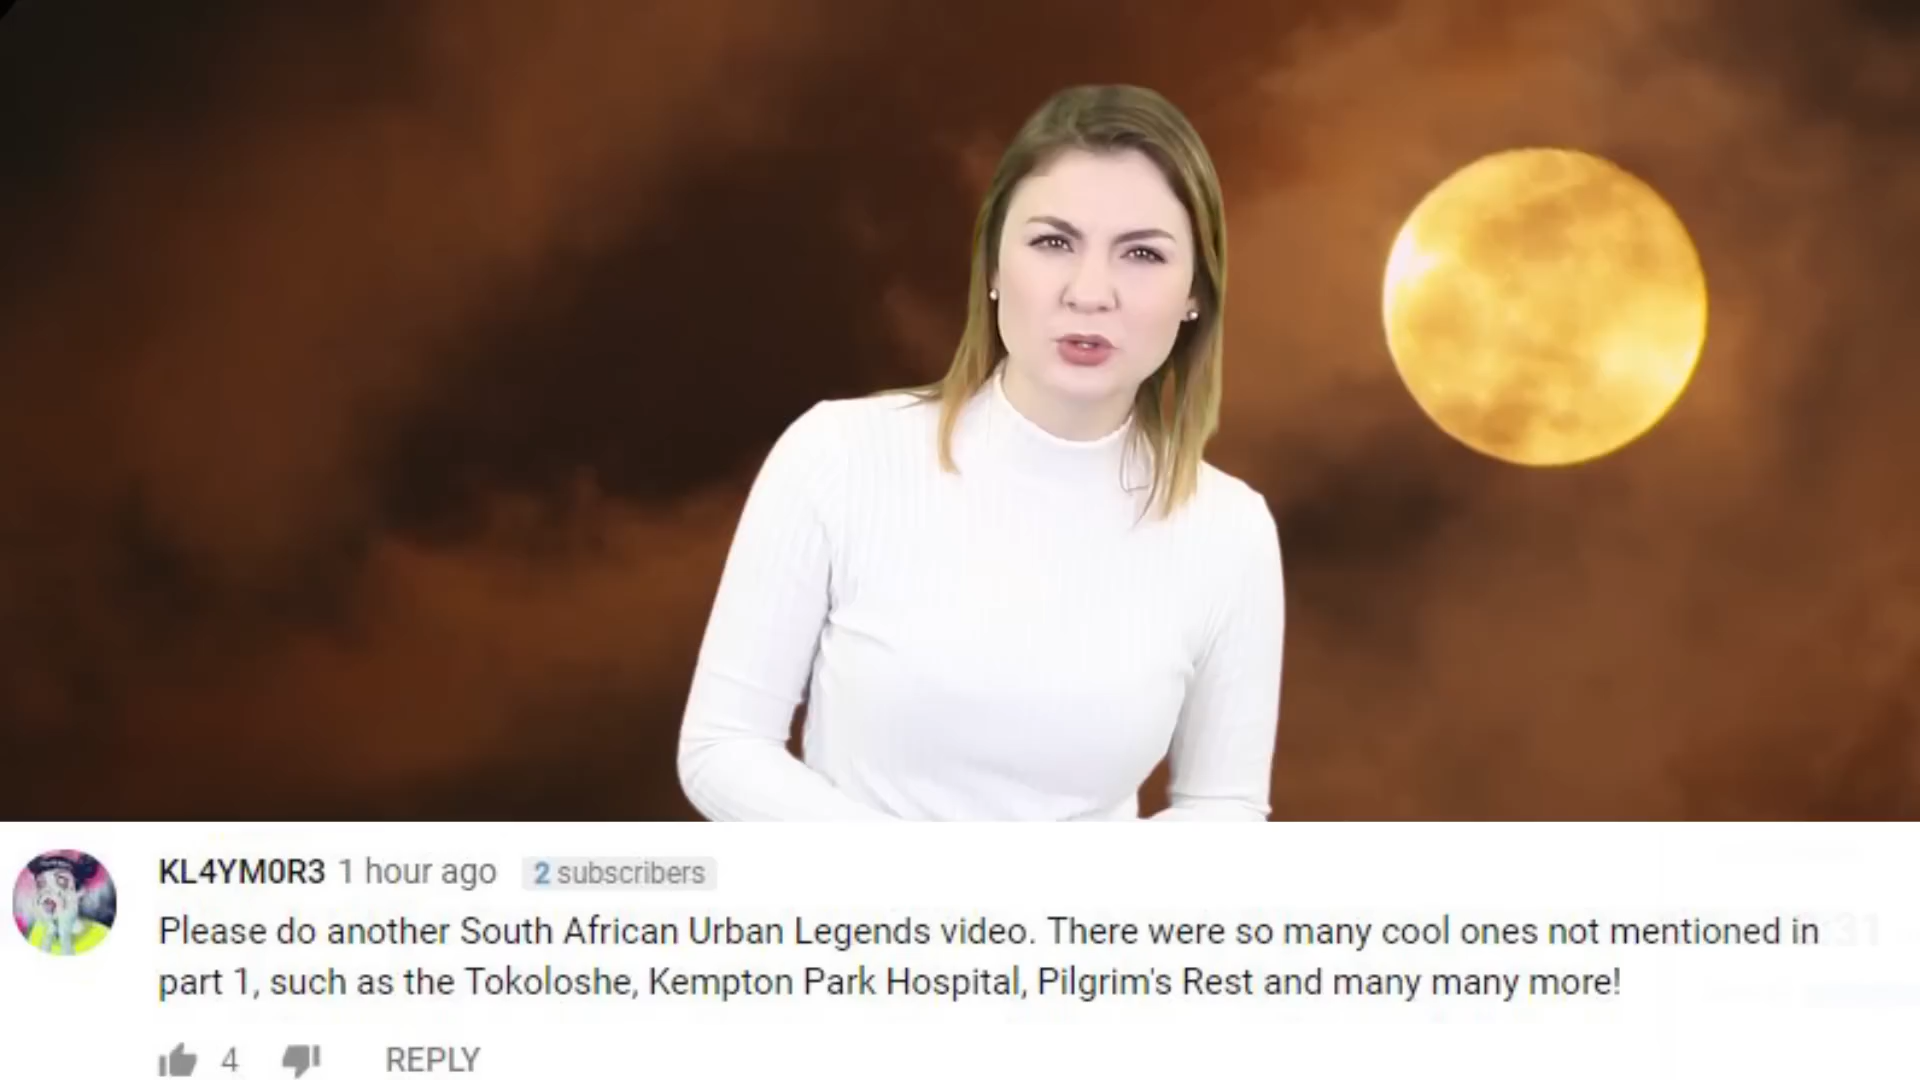 KL4YM0R3 1 hour ago 2 subscribers
Please do another South African Urban Legends video. There were so many cool ones not mentioned in
part 1, such as the Tokoloshe, Kempton Park Hospital, Pilgrim's Rest and many many more!
4 REPLY